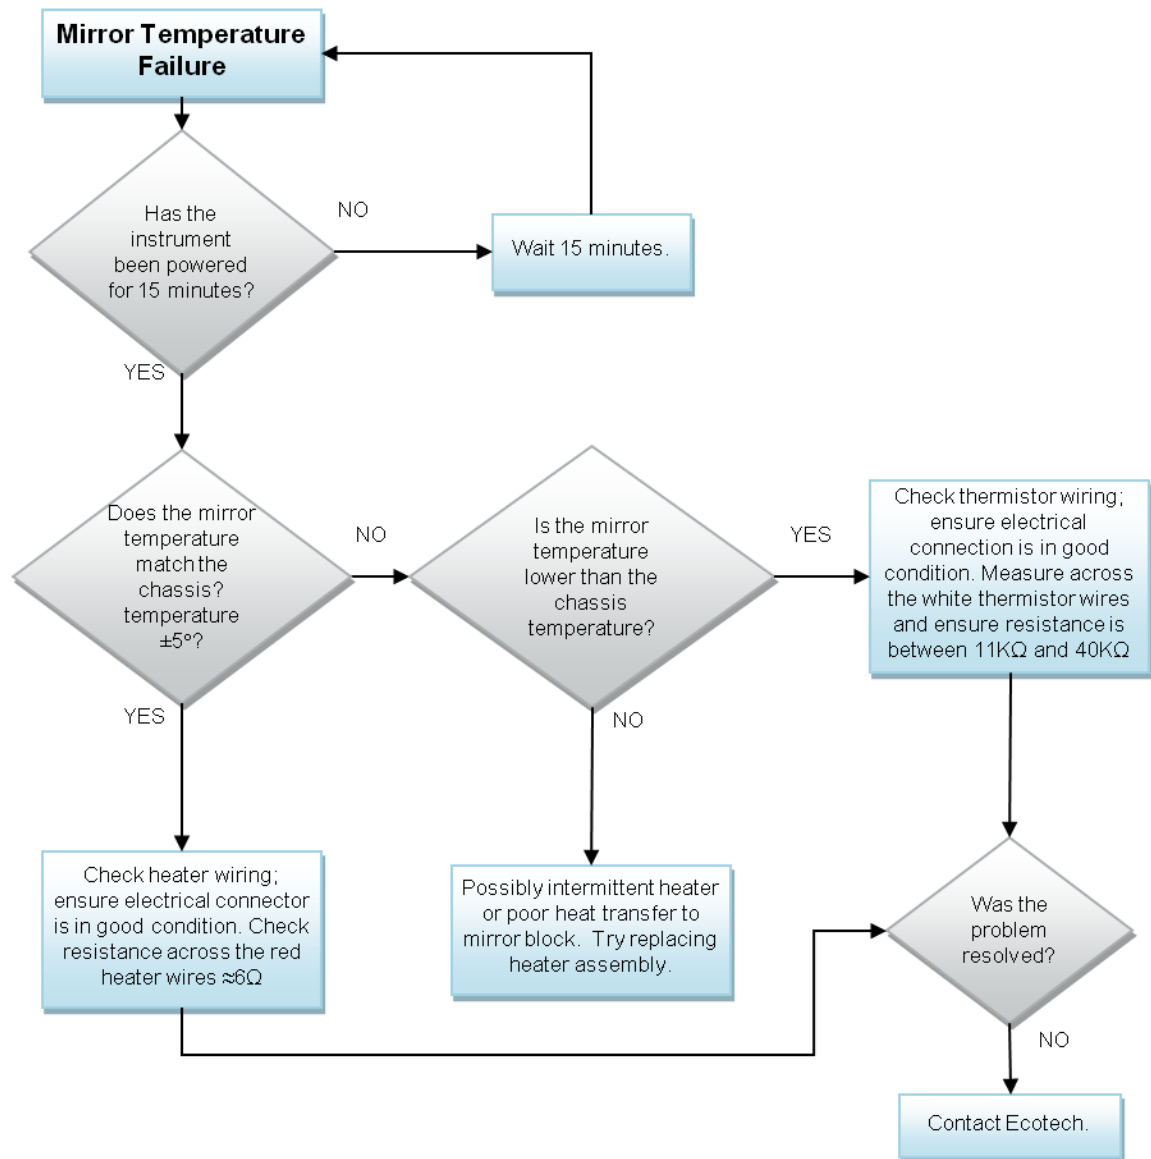 Mirror Temperature
Failure
Has the
instrument
been powered
for 15 minutes?
NO
Wait 15 minutes.
YES
Does the mirror
temperature
match the
chassis?
temperature
±5°?
NO
Is the mirror
temperature
lower than the
chassis
temperature?
YES
Check thermistor wiring;
ensure electrical
connection is in good
condition. Measure across
the white thermistor wires
and ensure resistance is
between 11KΩ and 40KΩ
YES
NO
Check heater wiring;
ensure electrical connector
is in good condition. Check
resistance across the red
heater wires ≈6Ω
Possibly intermittent heater
or poor heat transfer to
mirror block. Try replacing
heater assembly.
Was the
problem
resolved?
NO
Contact Ecotech.